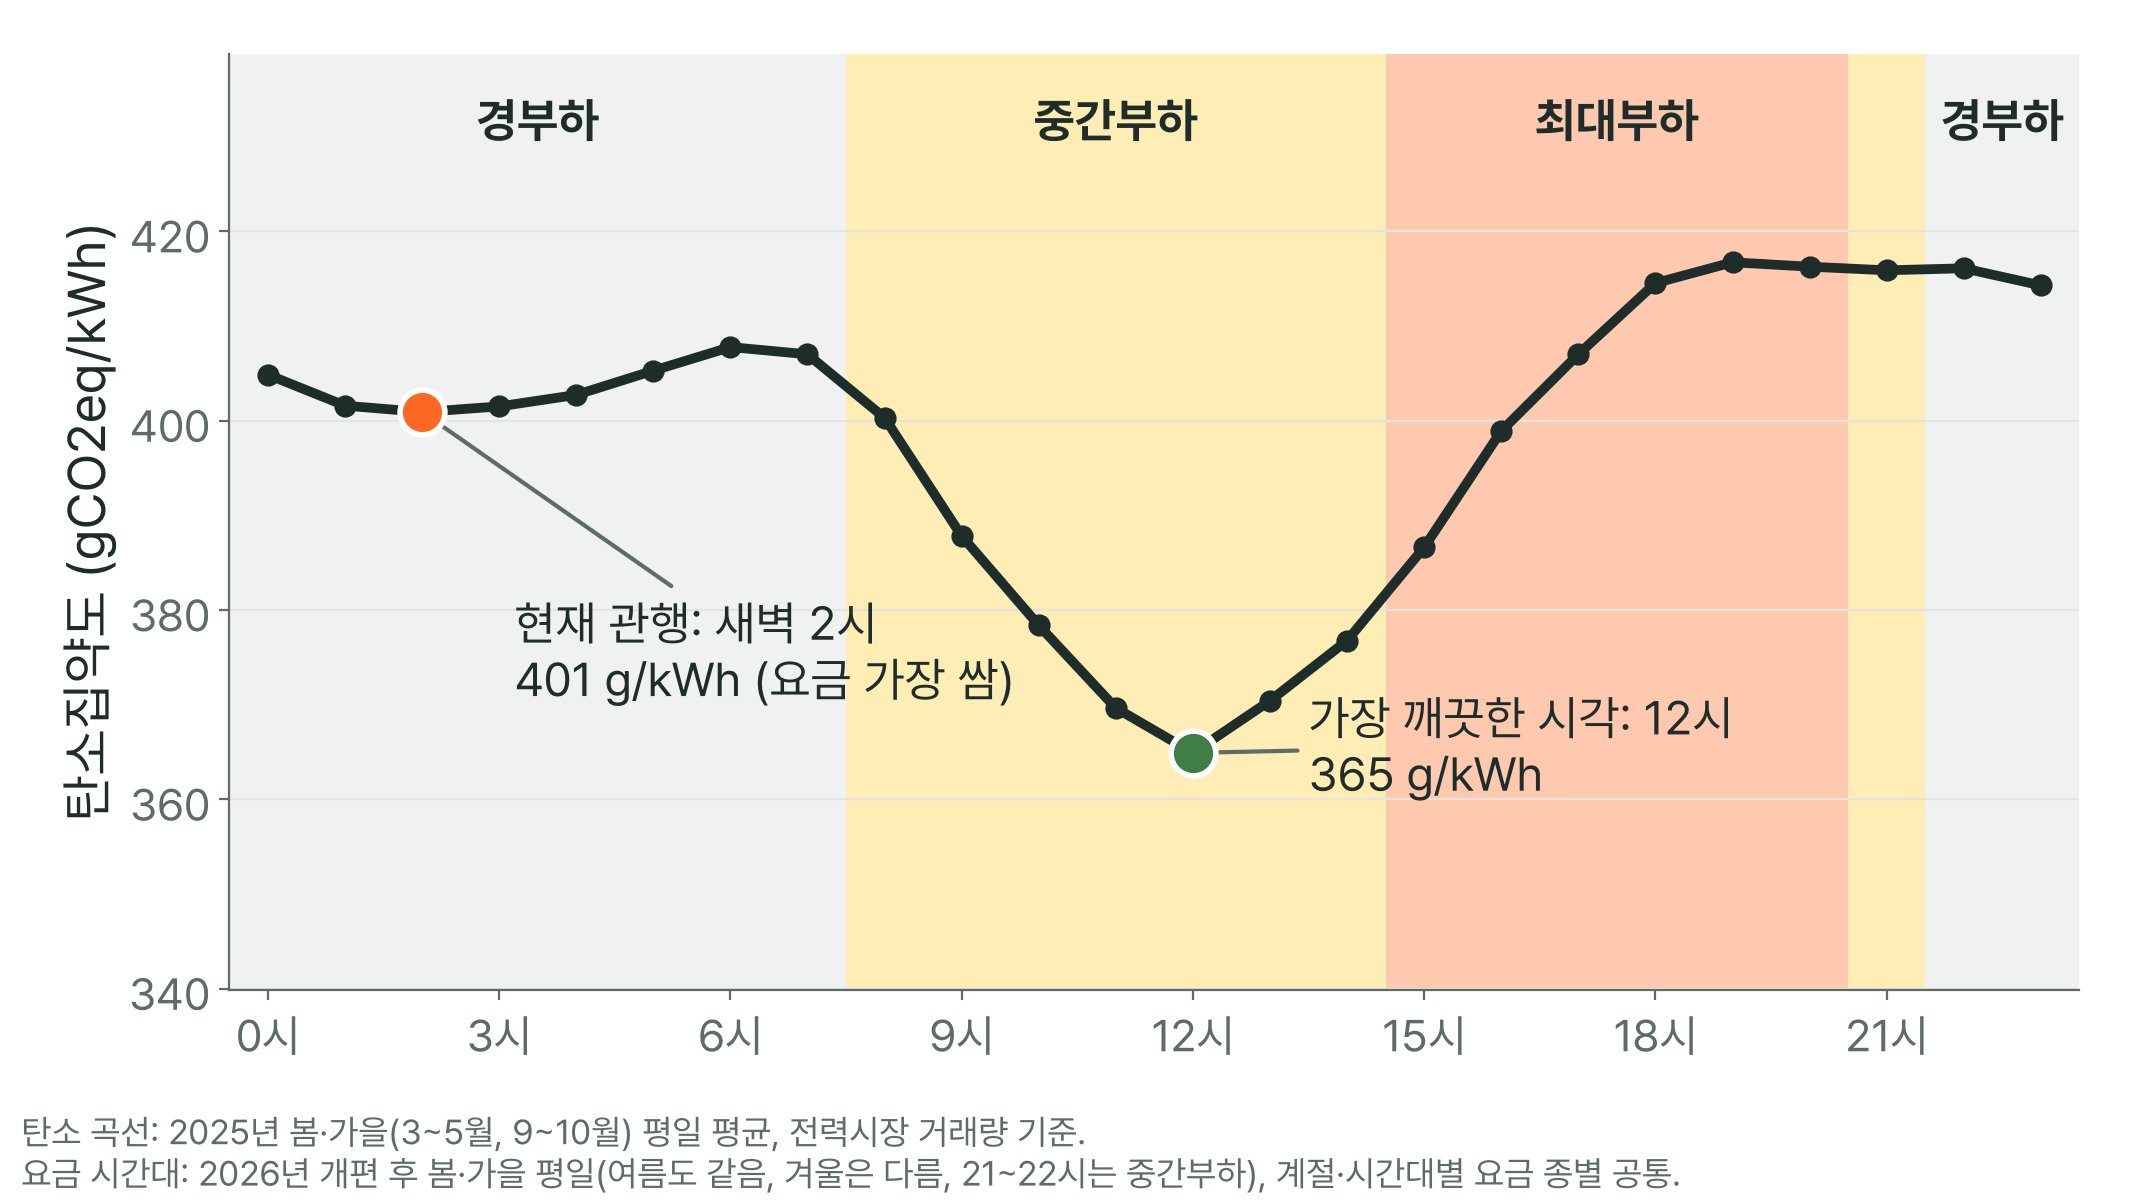 경부하
중간부하
최대부하
경부하
탄소집약도 (gCO2eq/kWh)
420
400
380
360
340
현재 관행: 새벽 2시
401 g/kWh (요금 가장 쌈)
가장 깨끗한 시각: 12시
365 g/kWh
0시 3시 6시 9시 12시 15시 18시 21시
탄소 곡선: 2025년 봄·가을(3~5월, 9~10월) 평일 평균, 전력시장 거래량 기준.
요금 시간대: 2026년 개편 후 봄·가을 평일(여름도 같음, 겨울은 다름, 21~22시는 중간부하), 계절·시간대별 요금 종별 공통.